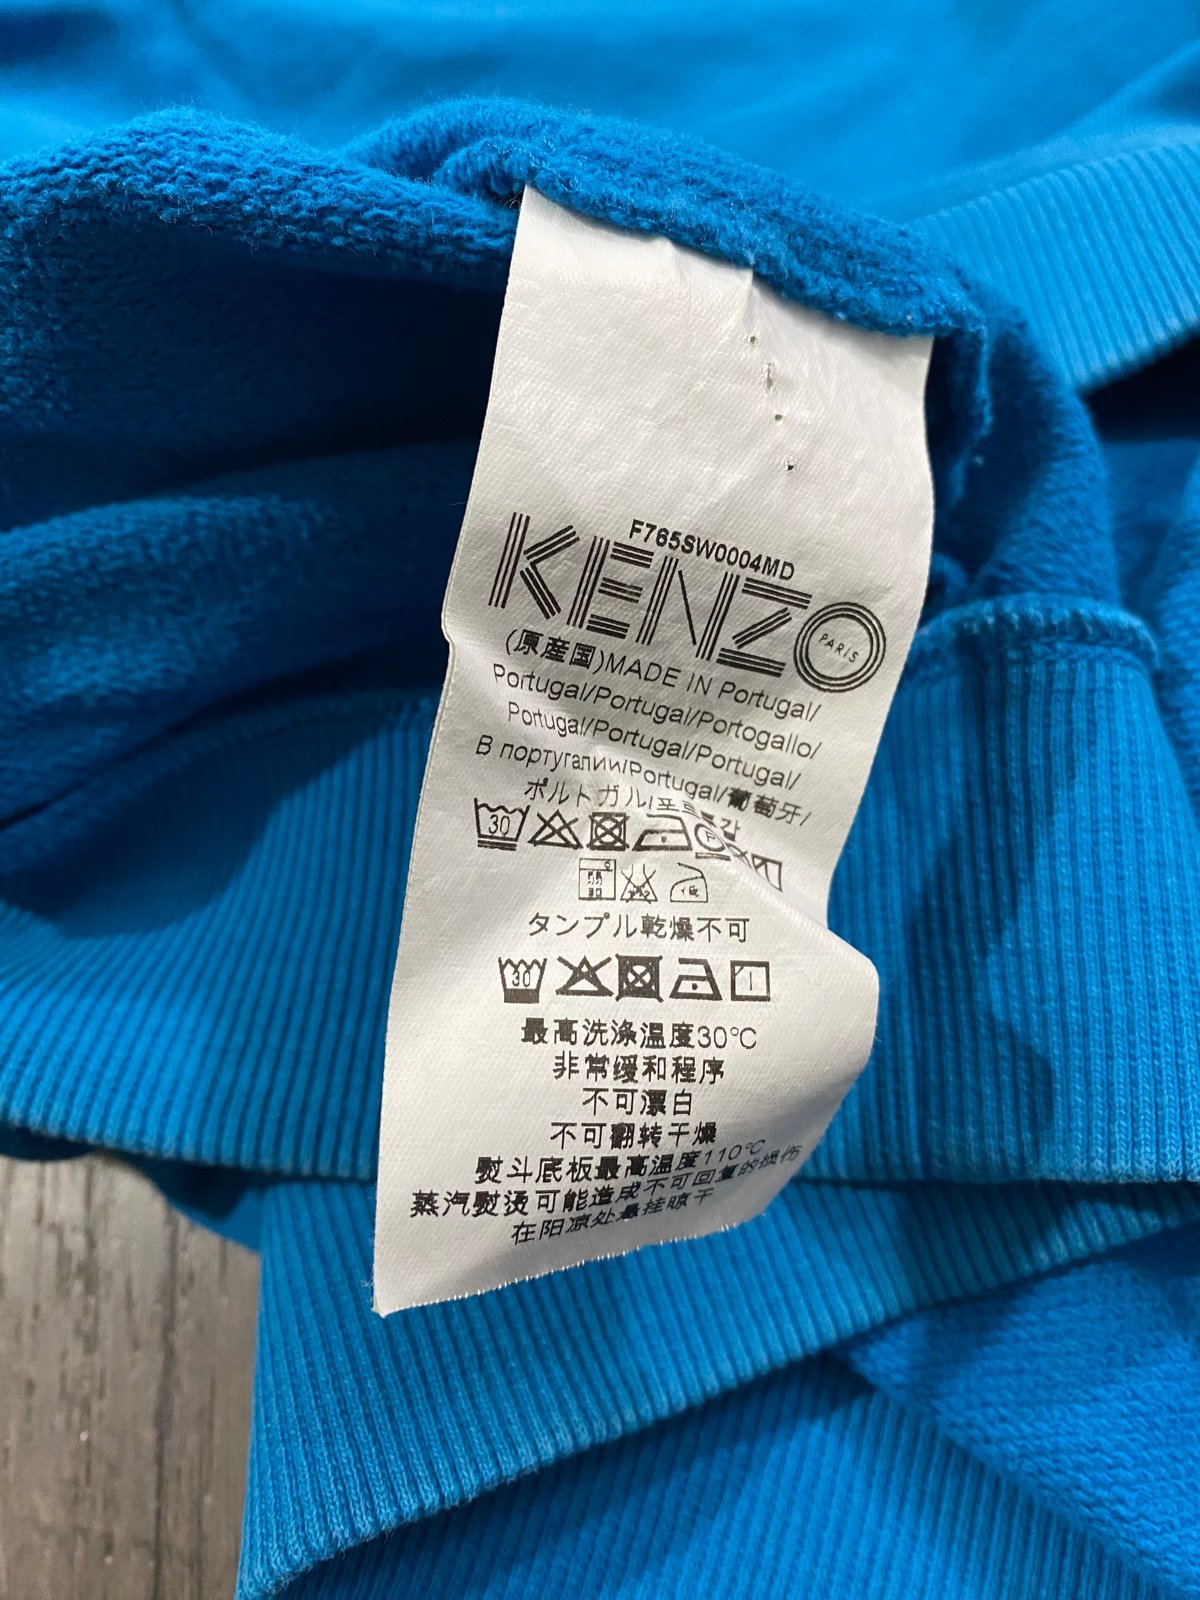 F765SW0004MD
KENZO
PARIS
(原産国)MADE IN Portugal/
Portugal/Portugal/Portogallo/
Portugal/Portugal/Portugal/
В португалии/Portugal/葡萄牙/
ポルトガル/포르투갈
30
タンプル乾燥不可
30
最高洗涤温度30℃
非常缓和程序
不可漂白
不可翻转干燥
熨斗底板最高温度110℃
蒸汽熨烫可能造成不可回复的损伤
在阳凉处悬挂晾干